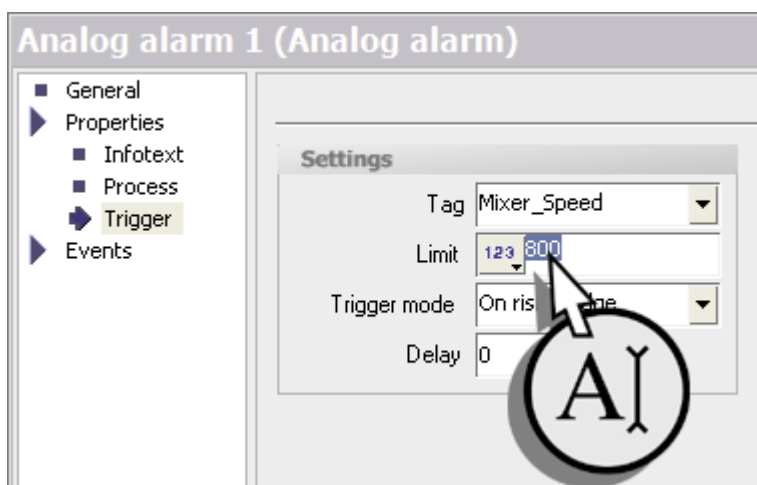 Analog alarm 1 (Analog alarm)
General
Properties
Infotext
Process
Trigger
Events
Settings
Tag Mixer_Speed
Limit 123 800
Trigger mode On
Delay 0
A